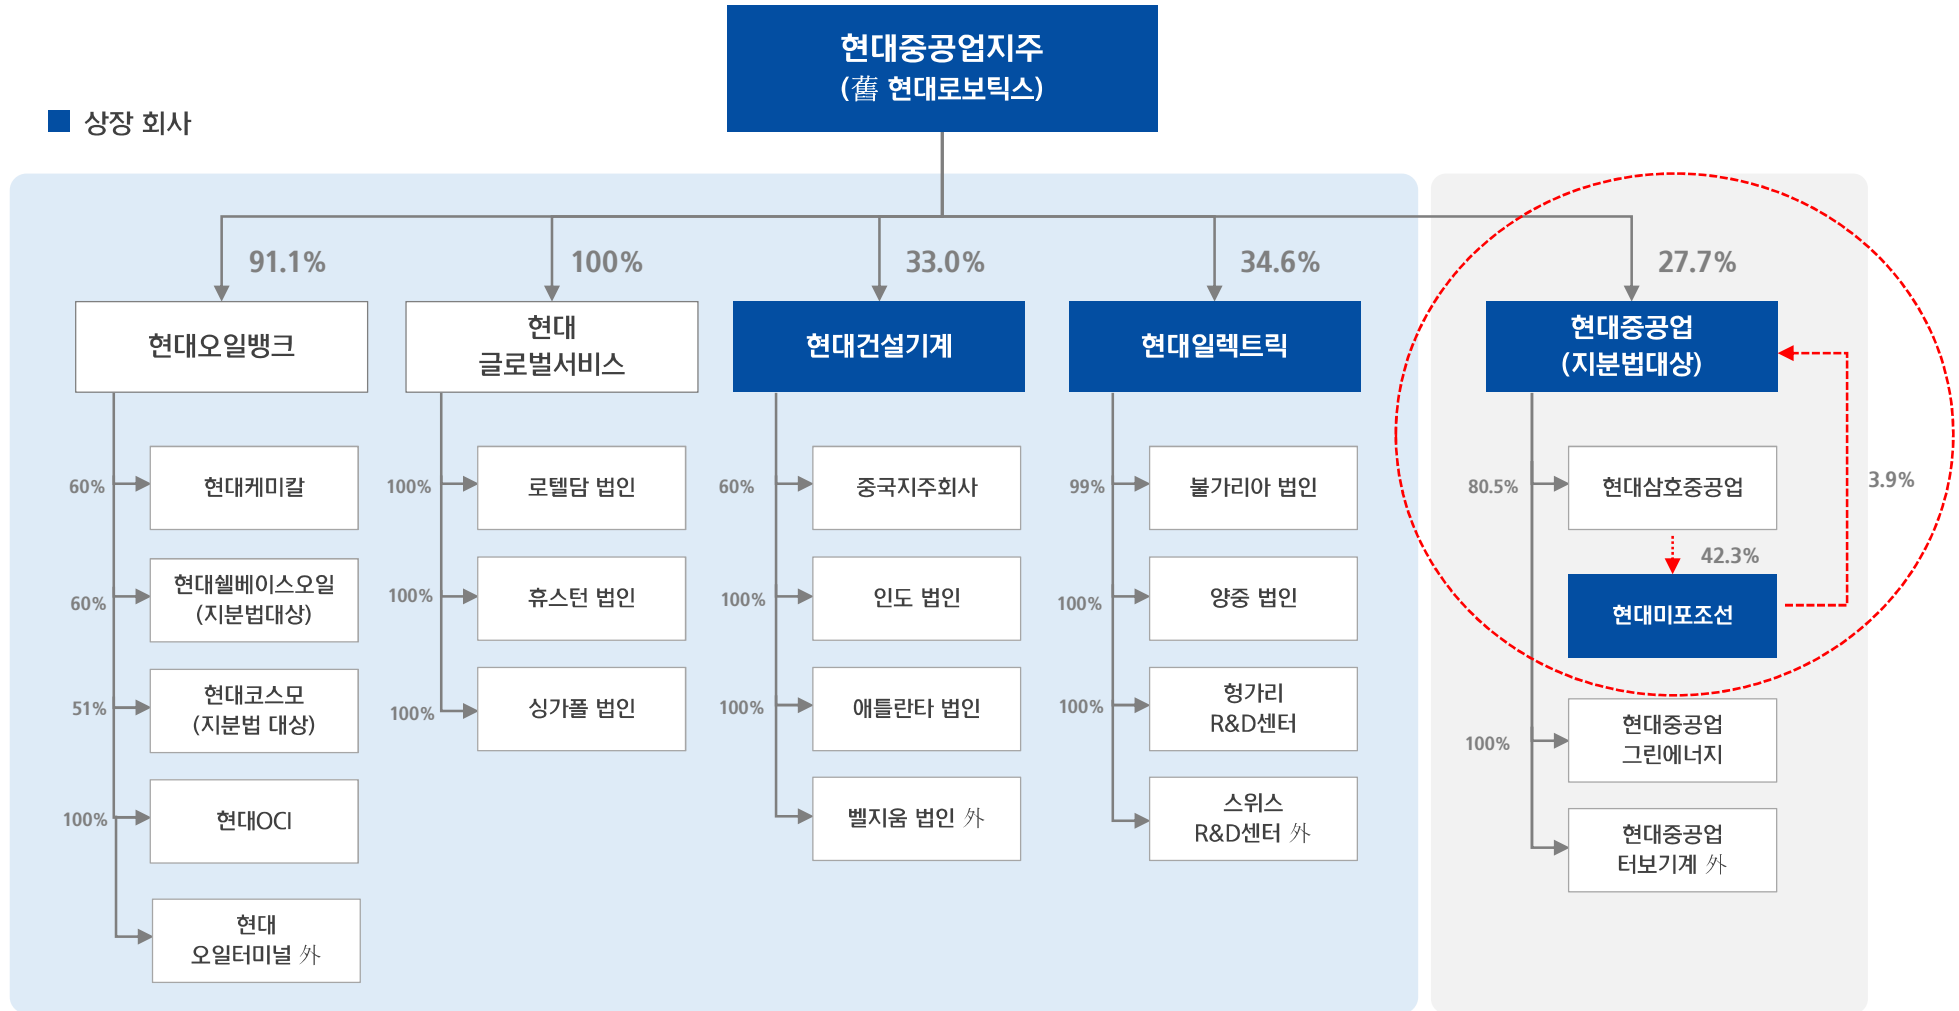 현대중공업지주
(舊 현대로보틱스)
상장 회사
91.1%
100%
33.0%
34.6%
27.7%
현대오일뱅크
현대
글로벌서비스
현대건설기계
현대일렉트릭
현대중공업
(지분법대상)
60%
현대케미칼
60%
현대쉘베이스오일
(지분법대상)
51%
현대코스모
(지분법 대상)
100%
현대OCI
현대
오일터미널 外
100%
로텔담 법인
100%
휴스턴 법인
100%
싱가폴 법인
60%
중국지주회사
100%
인도 법인
100%
애틀란타 법인
벨지움 법인 外
99%
불가리아 법인
100%
양중 법인
100%
헝가리
R&D센터
스위스
R&D센터 外
80.5%
현대삼호중공업
3.9%
42.3%
현대미포조선
100%
현대중공업
그린에너지
현대중공업
터보기계 外